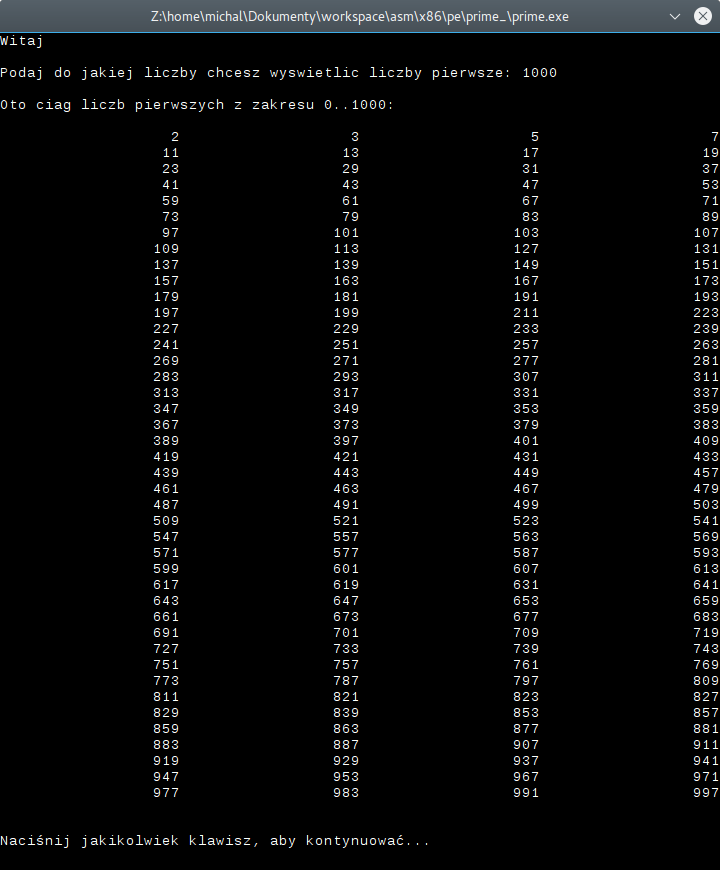 Z:\home\michal\Dokumenty\workspace\asm\x86\pe\prime_\prime.exe
Witaj
Podaj do jakiej liczby chcesz wyswietlic liczby pierwsze: 1000
Oto ciag liczb pierwszych z zakresu 0..1000:
2 3 5 7
11 13 17 19
23 29 31 37
41 43 47 53
59 61 67 71
73 79 83 89
97 101 103 107
109 113 127 131
137 139 149 151
157 163 167 173
179 181 191 193
197 199 211 223
227 229 233 239
241 251 257 263
269 271 277 281
283 293 307 311
313 317 331 337
347 349 353 359
367 373 379 383
389 397 401 409
419 421 431 433
439 443 449 457
461 463 467 479
487 491 499 503
509 521 523 541
547 557 563 569
571 577 587 593
599 601 607 613
617 619 631 641
643 647 653 659
661 673 677 683
691 701 709 719
727 733 739 743
751 757 761 769
773 787 797 809
811 821 823 827
829 839 853 857
859 863 877 881
883 887 907 911
919 929 937 941
947 953 967 971
977 983 991 997
Naciśnij jakikolwiek klawisz, aby kontynuować...